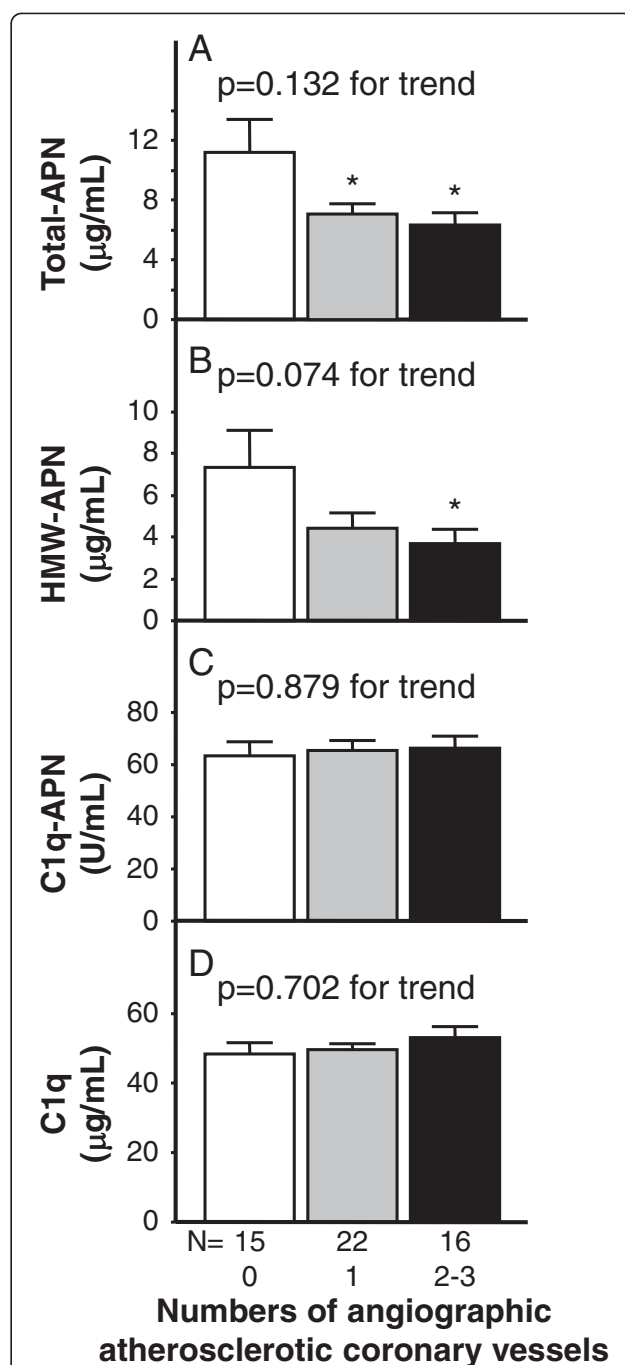 A
p=0.132 for trend
Total-APN
(μg/mL)
12
8
4
0
*
*
B
p=0.074 for trend
HMW-APN
(μg/mL)
10
8
6
4
2
0
*
C
p=0.879 for trend
C1q-APN
(U/mL)
80
60
40
20
0
D
p=0.702 for trend
C1q
(μg/mL)
60
40
20
0
N= 15 22 16
0 1 2-3
Numbers of angiographic
atherosclerotic coronary vessels